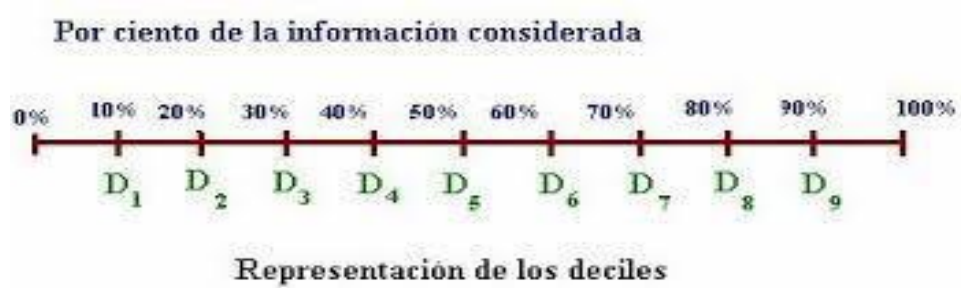 Por ciento de la información considerada
0% 10% 20% 30% 40% 50% 60% 70% 80% 90% 100%
D1 D2 D3 D4 D5 D6 D7 D8 D9
Representación de los deciles